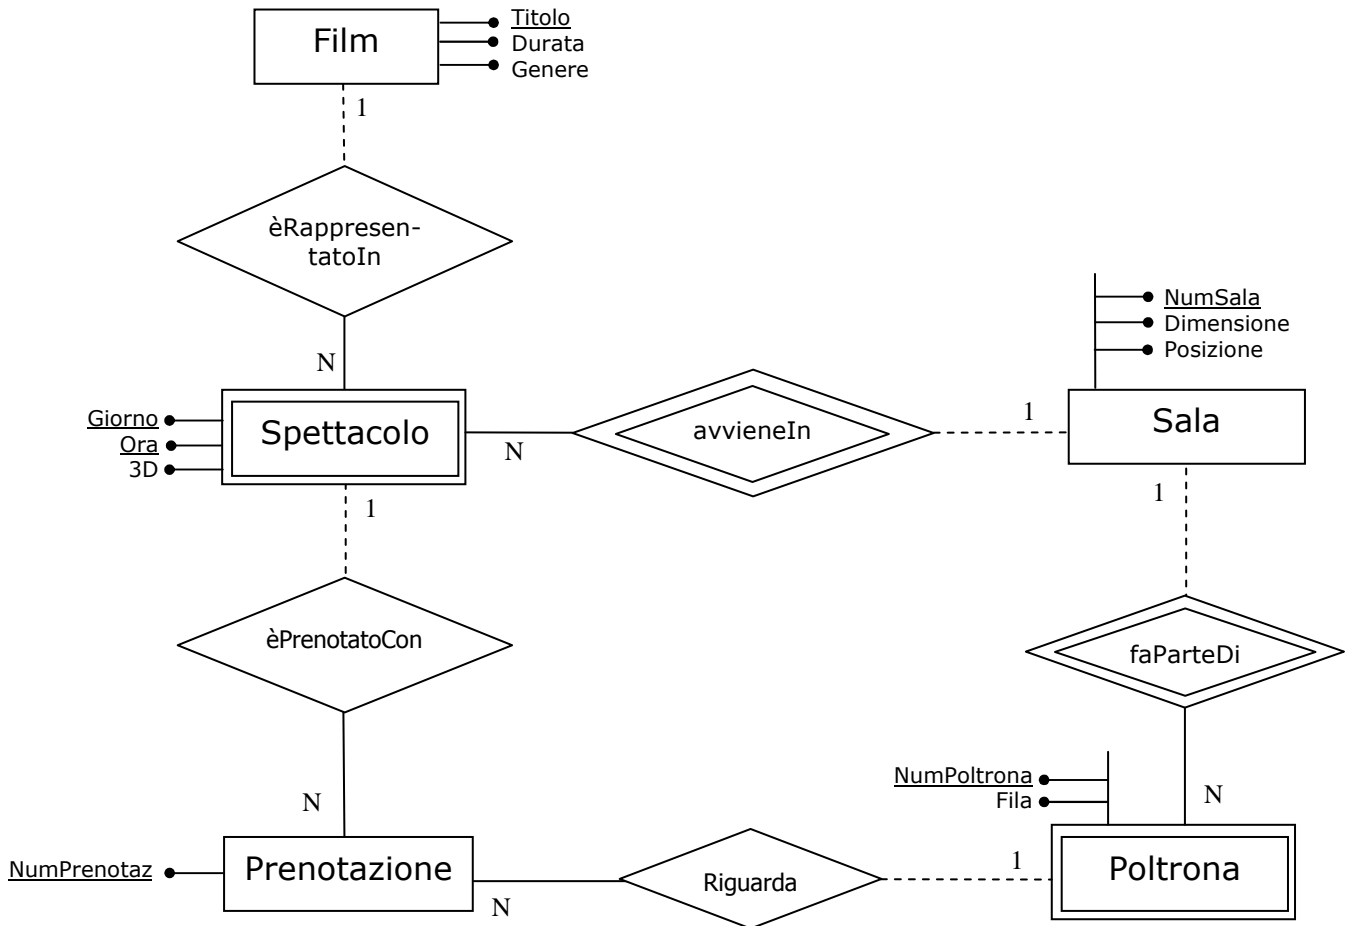 Film
Titolo
Durata
Genere
1
èRappresen-
tatoIn
N
NumSala
Dimensione
Posizione
Giorno
Ora
3D
Spettacolo
N
avvieneIn
1
Sala
1
1
èPrenotatoCon
faParteDi
N
NumPoltrona
Fila
N
NumPrenotaz
Prenotazione
N
Riguarda
1
Poltrona